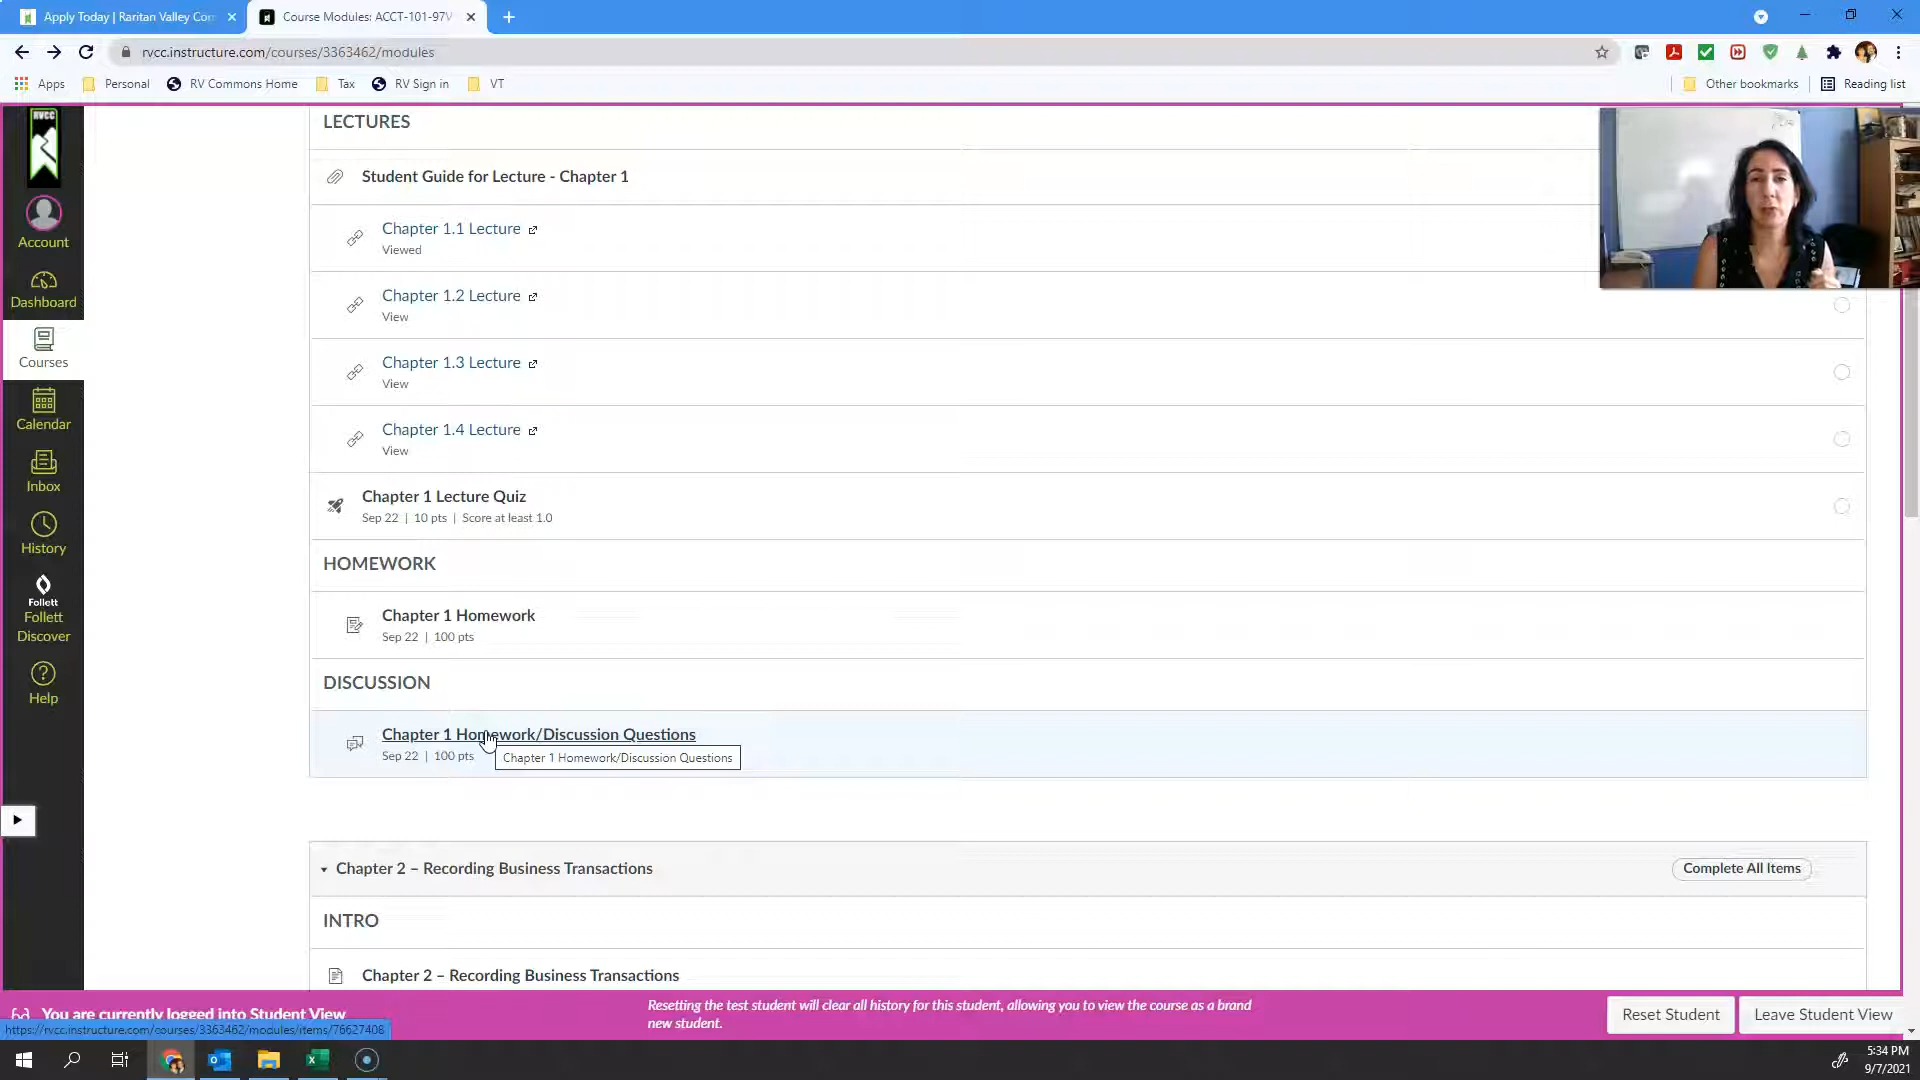 Apply Today | Raritan Valley Con
Course Modules: ACCT-101-97V
rvcc.instructure.com/courses/3363462/modules
Apps
Personal
RV Commons Home
Tax
RV Sign in
VT
Other bookmarks
Reading list
RVCC
Account
Dashboard
Courses
Calendar
Inbox
History
Follett
Follett
Discover
Help
LECTURES
Student Guide for Lecture - Chapter 1
Chapter 1.1 Lecture
Viewed
Chapter 1.2 Lecture
View
Chapter 1.3 Lecture
View
Chapter 1.4 Lecture
View
Chapter 1 Lecture Quiz
Sep 22 | 10 pts | Score at least 1.0
HOMEWORK
Chapter 1 Homework
Sep 22 | 100 pts
DISCUSSION
Chapter 1 Homework/Discussion Questions
Sep 22 | 100 pts
Chapter 1 Homework/Discussion Questions
Chapter 2 – Recording Business Transactions
Complete All Items
INTRO
Chapter 2 – Recording Business Transactions
You are currently logged into Student View
Resetting the test student will clear all history for this student, allowing you to view the course as a brand
new student.
Reset Student
Leave Student View
https://rvcc.instructure.com/courses/3363462/modules/items/76627408
5:34 PM
9/7/2021